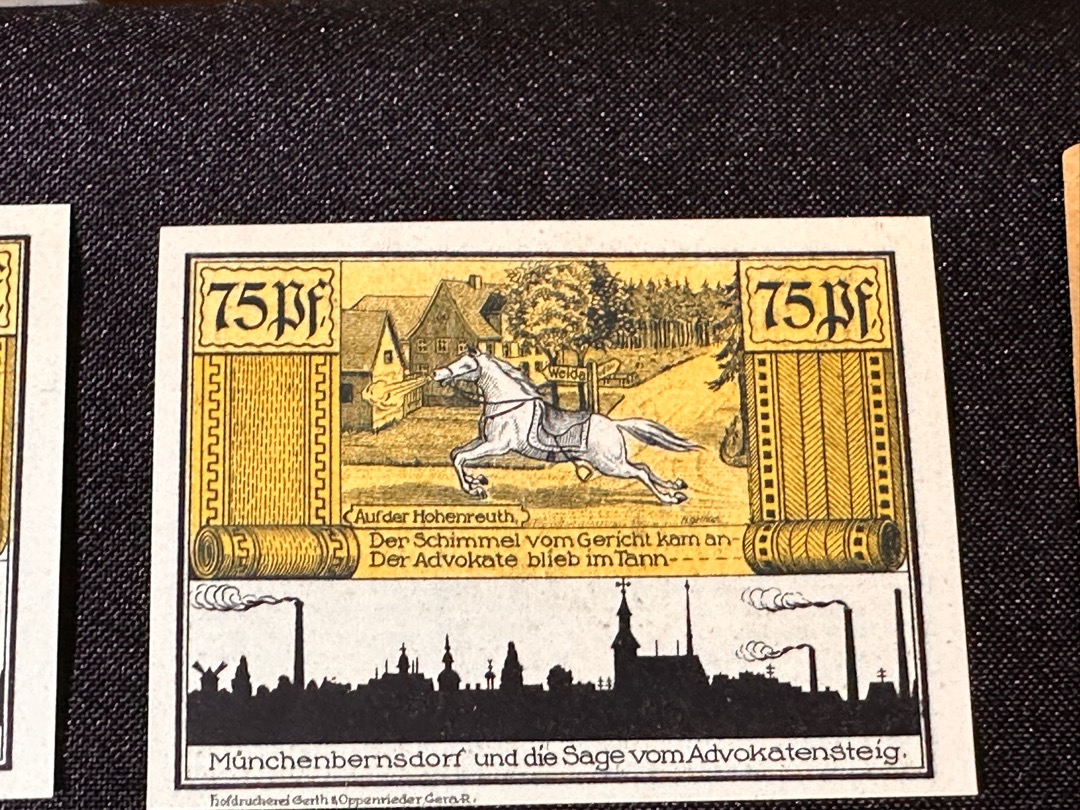 75 Pf.
75 Pf.
Weida
Auf der Hohenreuth.
Der Schimmel vom Gericht kam an-
Der Advokate blieb im Tann-----
Münchenbernsdorf und die Sage vom Advokatensteig.
Hofdruckerei Gerth & Oppenrieder Gera-R.